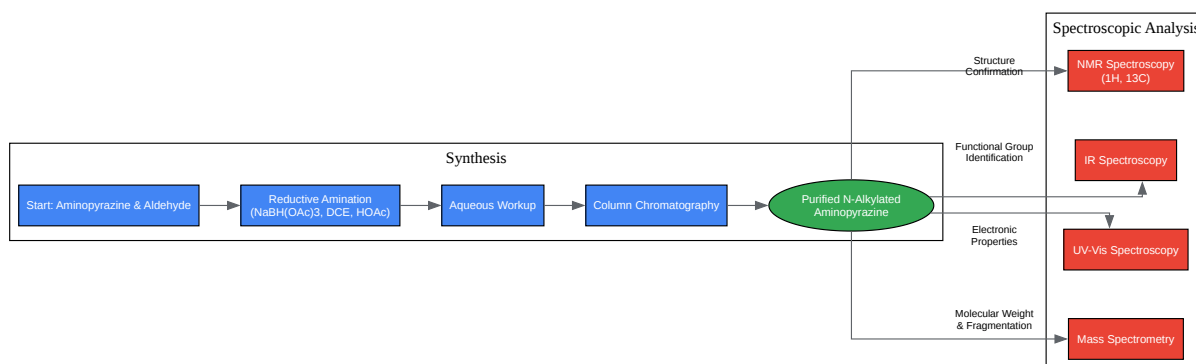 Spectroscopic Analysis
Structure
Confirmation
NMR Spectroscopy
(1H, 13C)
Functional Group
Identification
IR Spectroscopy
Synthesis
Start: Aminopyrazine & Aldehyde
Reductive Amination
(NaBH(OAc)3, DCE, HOAc)
Aqueous Workup
Column Chromatography
Purified N-Alkylated
Aminopyrazine
Electronic
Properties
UV-Vis Spectroscopy
Molecular Weight
& Fragmentation
Mass Spectrometry